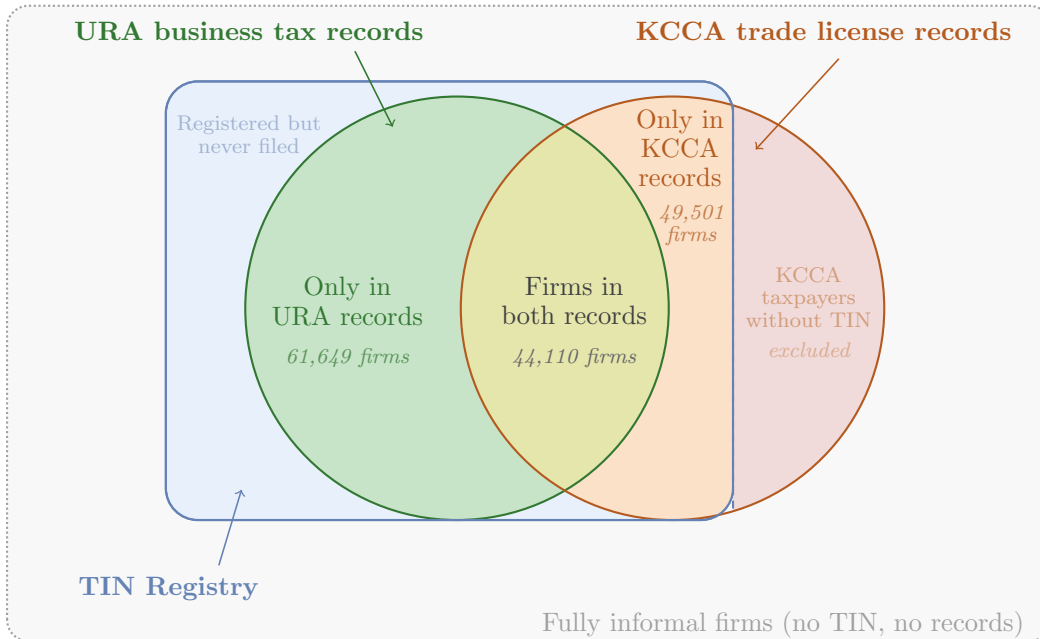 URA business tax records
KCCA trade license records
Registered but
never filed
Only in
KCCA
records
49,501
firms
Only in
URA records
61,649 firms
Firms in
both records
44,110 firms
KCCA
taxpayers
without TIN
excluded
TIN Registry
Fully informal firms (no TIN, no records)